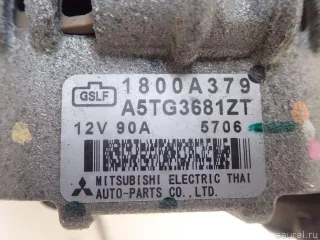 GSLF
1800A379
A5TG3681ZT
12V 90A 5706
MITSUBISHI ELECTRIC THAI
AUTO-PARTS CO., LTD.